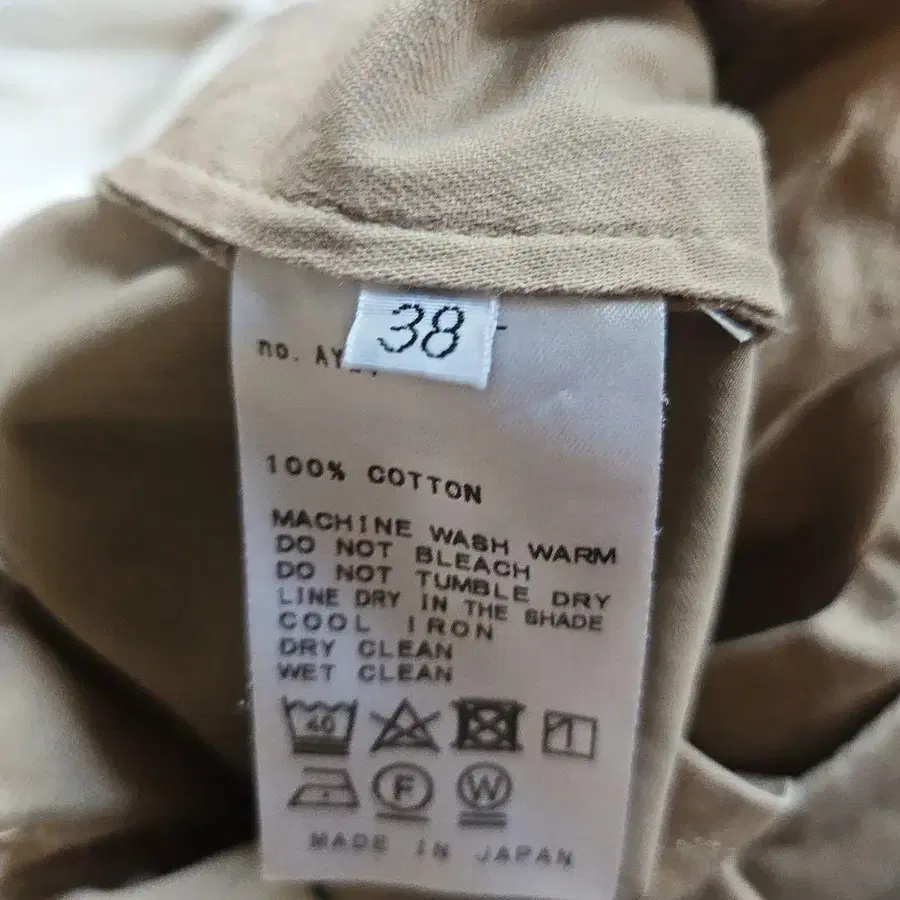 38
no. AY
100% COTTON
MACHINE WASH WARM
DO NOT BLEACH
DO NOT TUMBLE DRY
LINE DRY IN THE SHADE
COOL IRON
DRY CLEAN
WET CLEAN
40
F W
MADE IN JAPAN